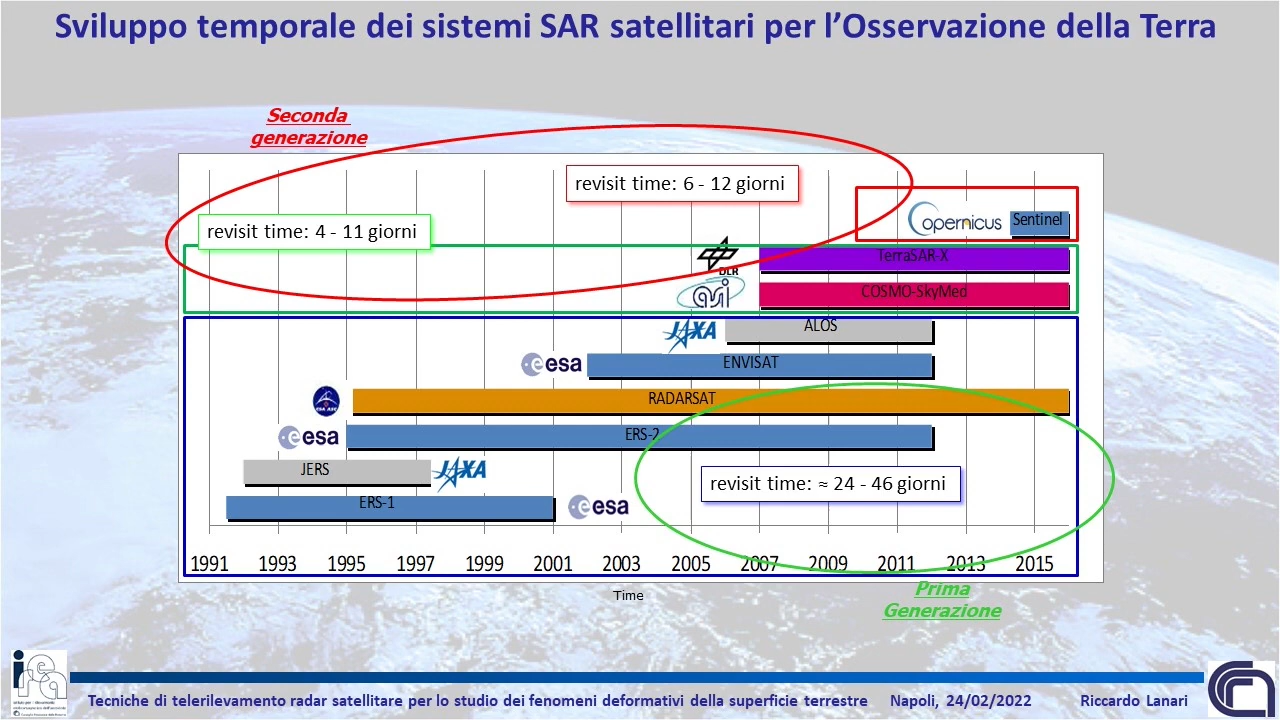 Sviluppo temporale dei sistemi SAR satellitari per l’Osservazione della Terra
Seconda
generazione
revisit time: 6 - 12 giorni
revisit time: 4 - 11 giorni
opernicus
Sentinel
TerraSAR-X
DLR
COSMO-SkyMed
asi
ALOS
JAXA
ENVISAT
esa
RADARSAT
CSA ASC
ERS-2
esa
JERS
JAXA
revisit time: ≈ 24 - 46 giorni
ERS-1
esa
1991 1993 1995 1997 1999 2001 2003 2005 2007 2009 2011 2013 2015
Time
Prima
Generazione
irea
Tecniche di telerilevamento radar satellitare per lo studio dei fenomeni deformativi della superficie terrestre Napoli, 24/02/2022 Riccardo Lanari